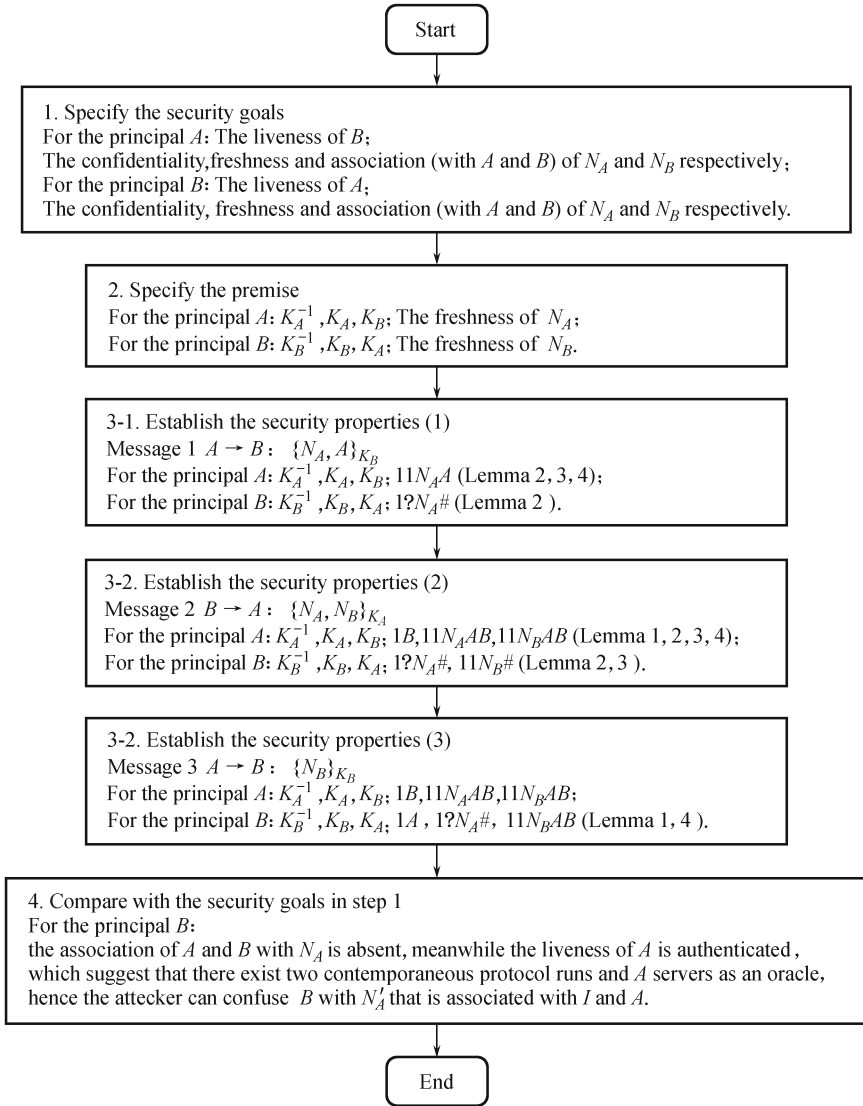 Start
1. Specify the security goals
For the principal A: The liveness of B;
The confidentiality,freshness and association (with A and B) of N_A and N_B respectively;
For the principal B: The liveness of A;
The confidentiality, freshness and association (with A and B) of N_A and N_B respectively.
2. Specify the premise
For the principal A: K_A^{-1} ,K_A, K_B; The freshness of N_A;
For the principal B: K_B^{-1} ,K_B, K_A; The freshness of N_B.
3-1. Establish the security properties (1)
Message 1 A → B: {N_A, A}_{K_B}
For the principal A: K_A^{-1} ,K_A, K_B; 11N_A A (Lemma 2, 3, 4);
For the principal B: K_B^{-1} ,K_B, K_A; 1?N_A# (Lemma 2 ).
3-2. Establish the security properties (2)
Message 2 B → A: {N_A, N_B}_{K_A}
For the principal A: K_A^{-1} ,K_A, K_B; 1B,11N_A AB,11N_B AB (Lemma 1, 2, 3, 4);
For the principal B: K_B^{-1} ,K_B, K_A; 1?N_A#, 11N_B# (Lemma 2, 3 ).
3-2. Establish the security properties (3)
Message 3 A → B: {N_B}_{K_B}
For the principal A: K_A^{-1} ,K_A, K_B; 1B,11N_A AB,11N_B AB;
For the principal B: K_B^{-1} ,K_B, K_A; 1A , 1?N_A#, 11N_B AB (Lemma 1, 4 ).
4. Compare with the security goals in step 1
For the principal B:
the association of A and B with N_A is absent, meanwhile the liveness of A is authenticated ,
which suggest that there exist two contemporaneous protocol runs and A servers as an oracle,
hence the attecker can confuse B with N'_A that is associated with I and A.
End